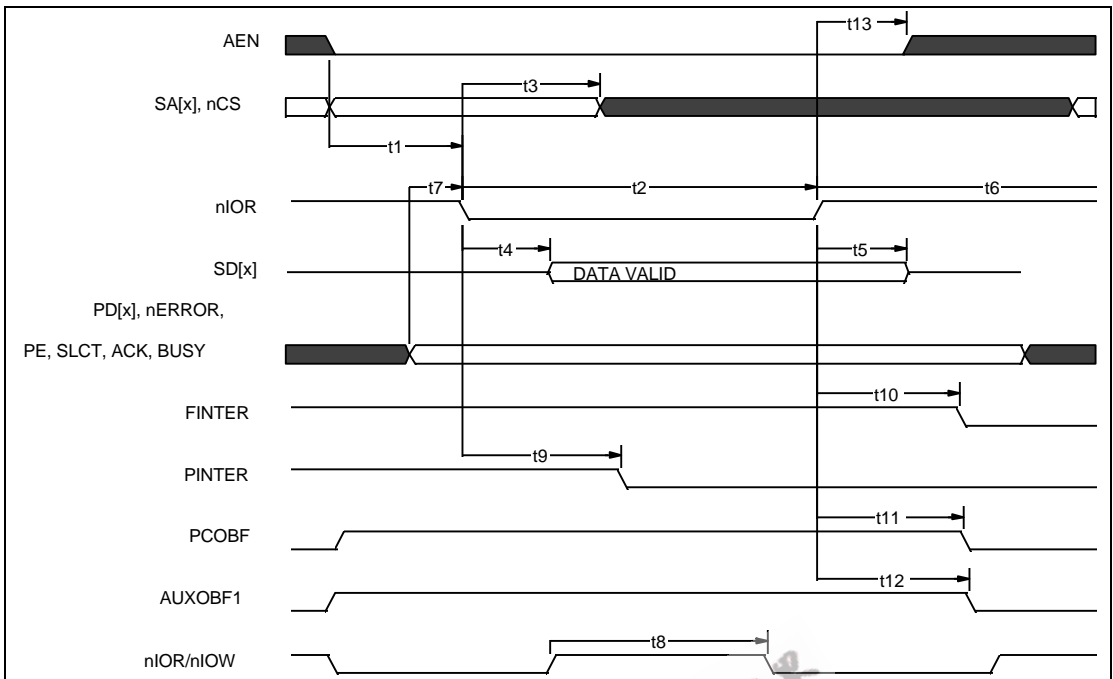 t13
AEN
t3
SA[x], nCS
t1
t7
t2
t6
nIOR
t4
t5
SD[x]
DATA VALID
PD[x], nERROR,
PE, SLCT, ACK, BUSY
t10
FINTER
t9
PINTER
t11
PCOBF
t12
AUXOBF1
t8
nIOR/nIOW